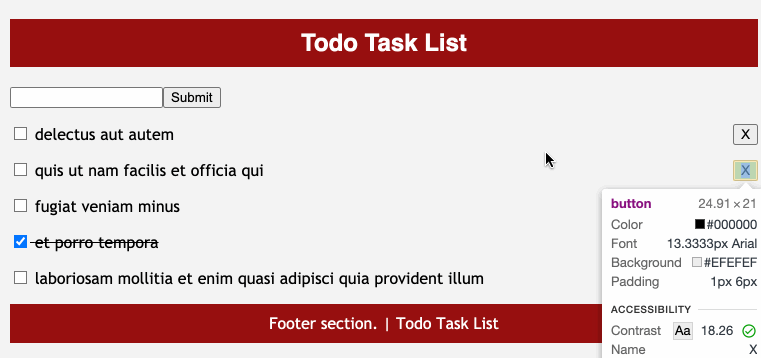 Todo Task List
Submit
delectus aut autem X
quis ut nam facilis et officia qui X
fugiat veniam minus
et porro tempora
laboriosam mollitia et enim quasi adipisci quia provident illum
button 24.91 × 21
Color #000000
Font 13.3333px Arial
Background #EFEFEF
Padding 1px 6px
ACCESSIBILITY
Contrast Aa 18.26
Name X
Footer section. | Todo Task List